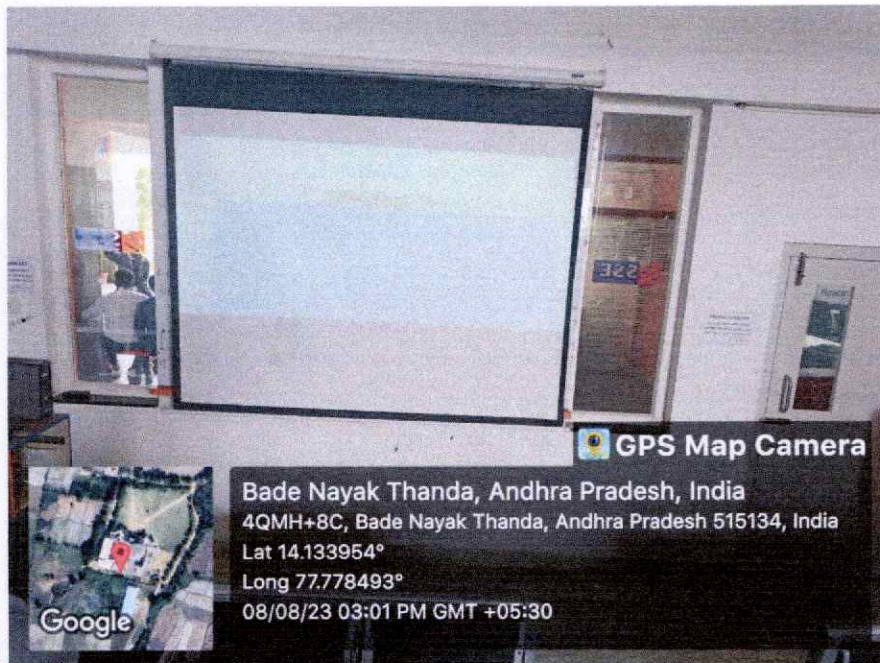 GPS Map Camera
Bade Nayak Thanda, Andhra Pradesh, India
4QMH+8C, Bade Nayak Thanda, Andhra Pradesh 515134, India
Lat 14.133954°
Long 77.778493°
08/08/23 03:01 PM GMT +05:30
Google